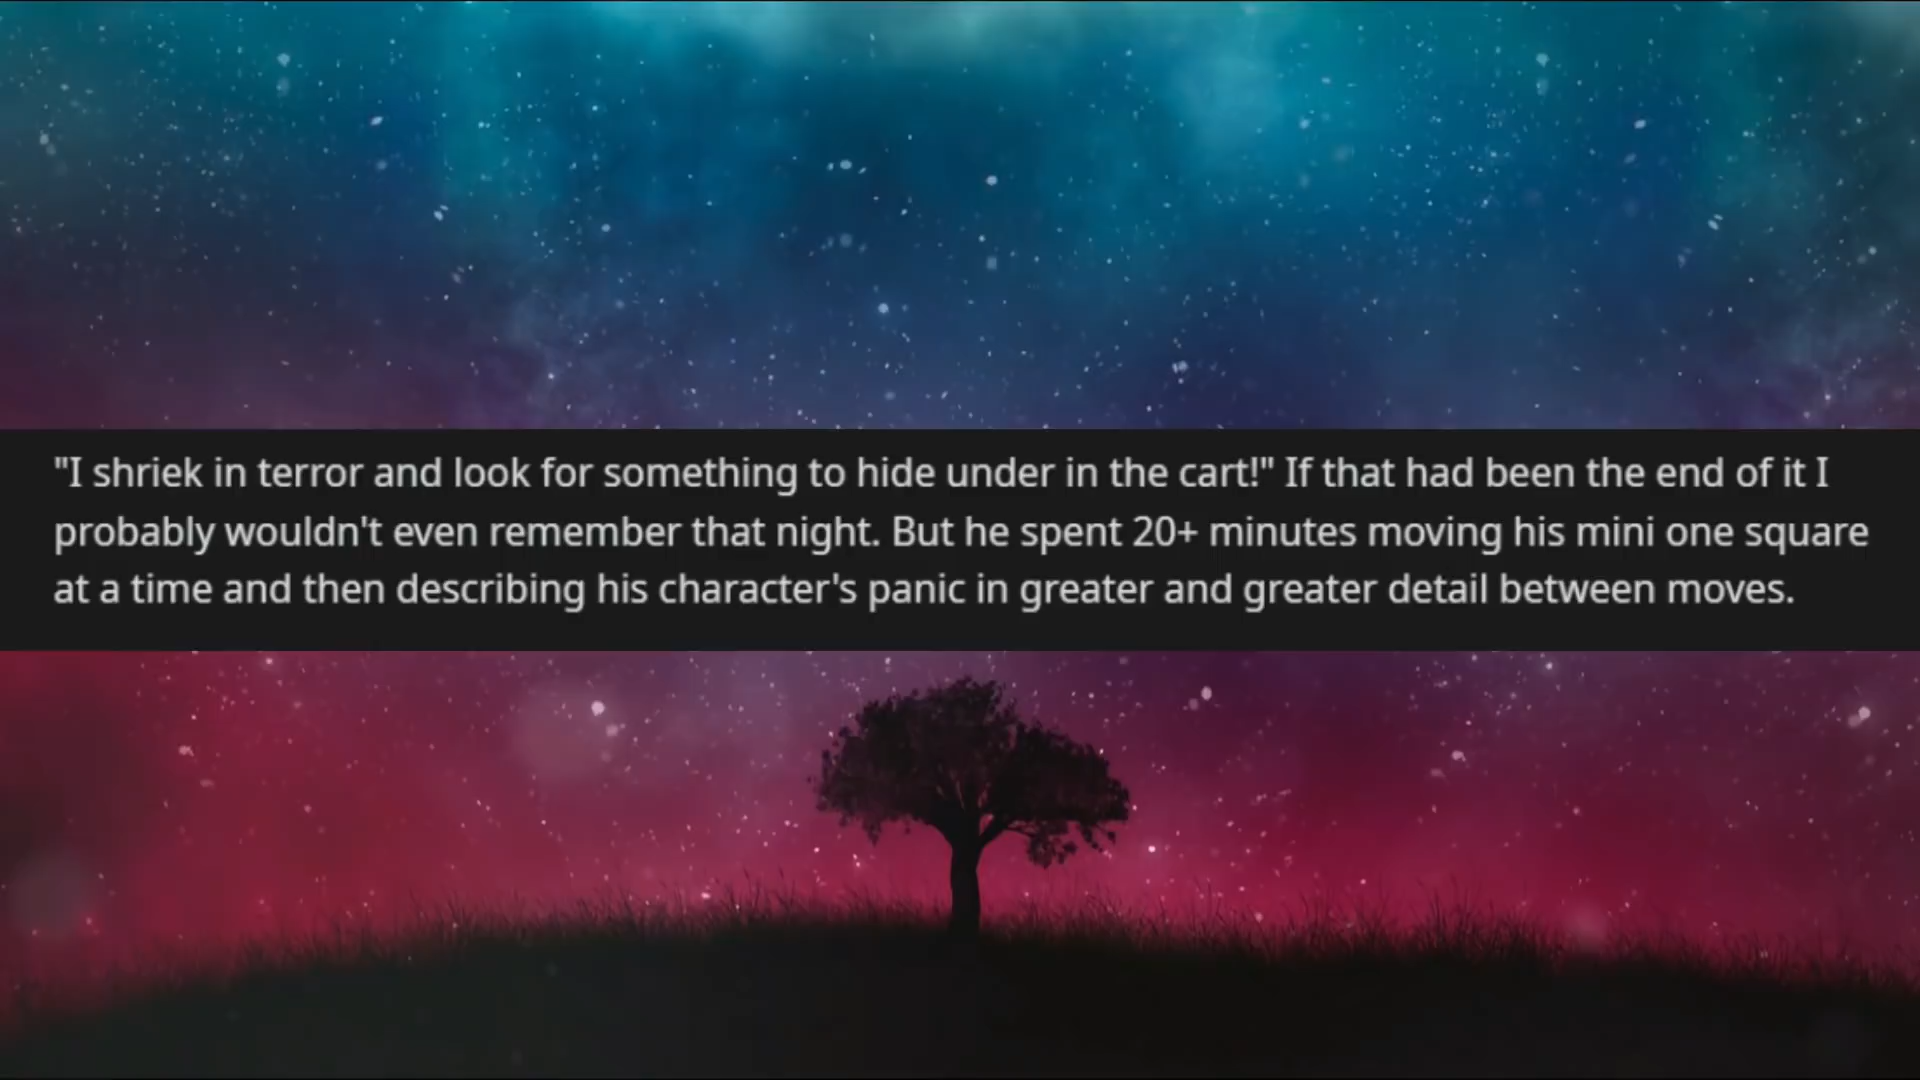 "I shriek in terror and look for something to hide under in the cart!" If that had been the end of it I
probably wouldn't even remember that night. But he spent 20+ minutes moving his mini one square
at a time and then describing his character's panic in greater and greater detail between moves.